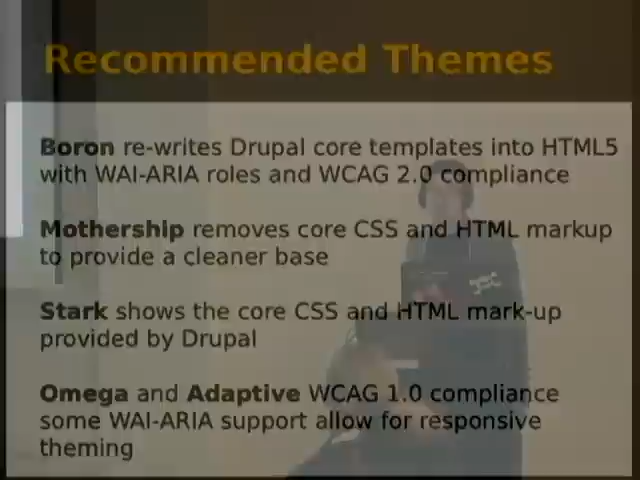 Recommended Themes
Boron re-writes Drupal core templates into HTML5
with WAI-ARIA roles and WCAG 2.0 compliance
Mothership removes core CSS and HTML markup
to provide a cleaner base
Stark shows the core CSS and HTML mark-up
provided by Drupal
Omega and Adaptive WCAG 1.0 compliance
some WAI-ARIA support allow for responsive
theming